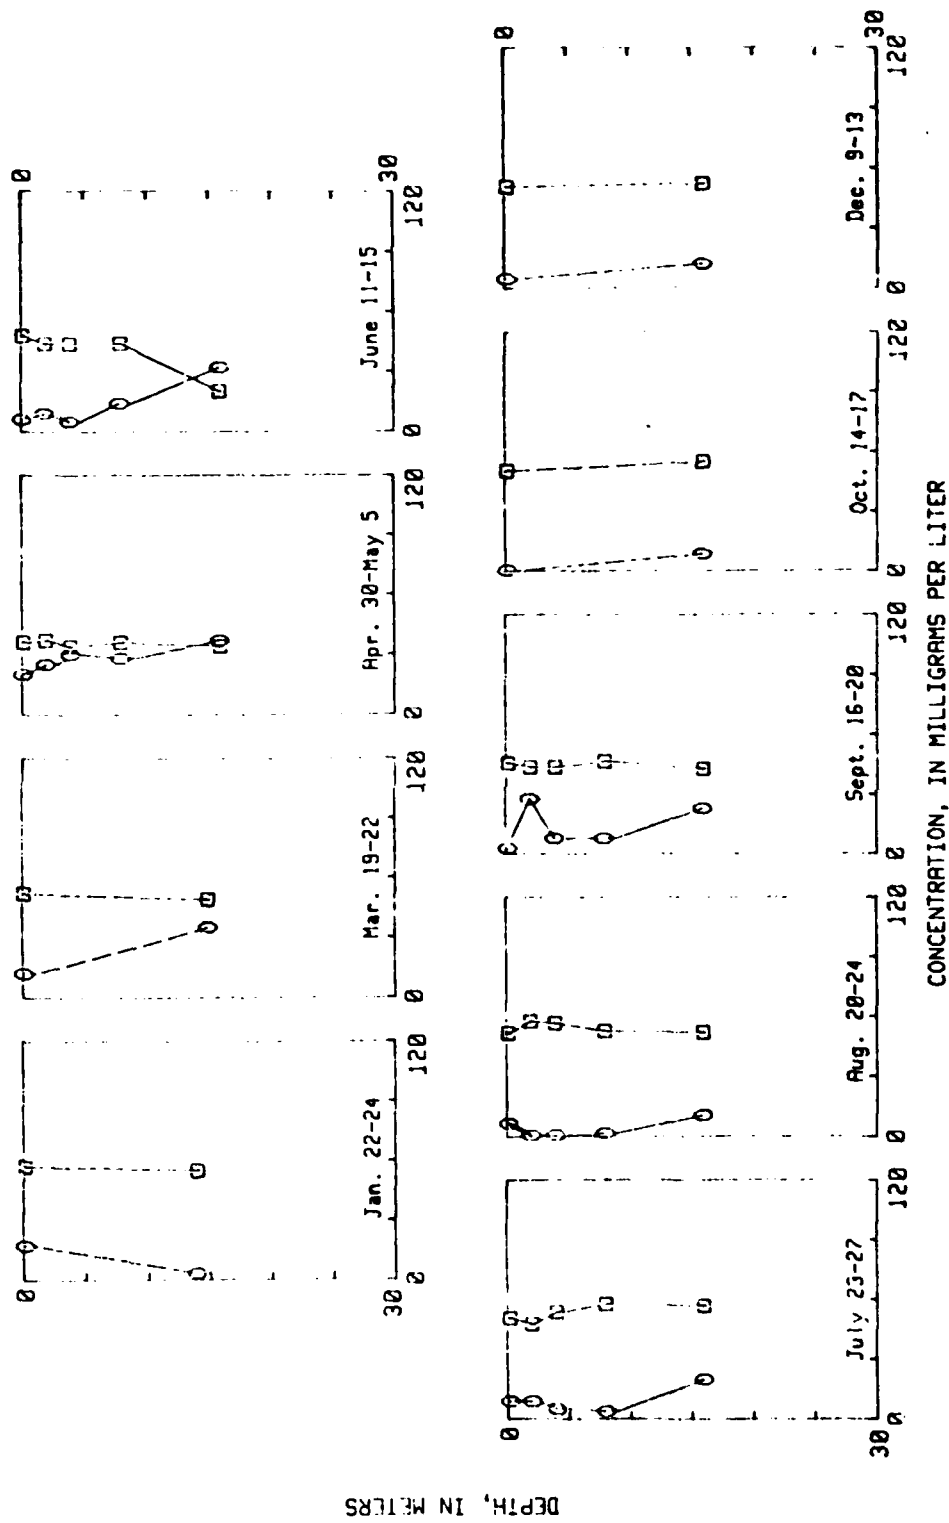 DEPTH, IN METERS
0
30
Jan. 22-24
0
120
Mar. 19-22
0
120
Apr. 30-May 5
0
120
June 11-15
0
120
0
30
0
30
July 23-27
0
120
Aug. 20-24
0
120
Sept. 16-20
0
120
Oct. 14-17
0
120
Dec. 9-13
0
120
0
30
CONCENTRATION, IN MILLIGRAMS PER LITER